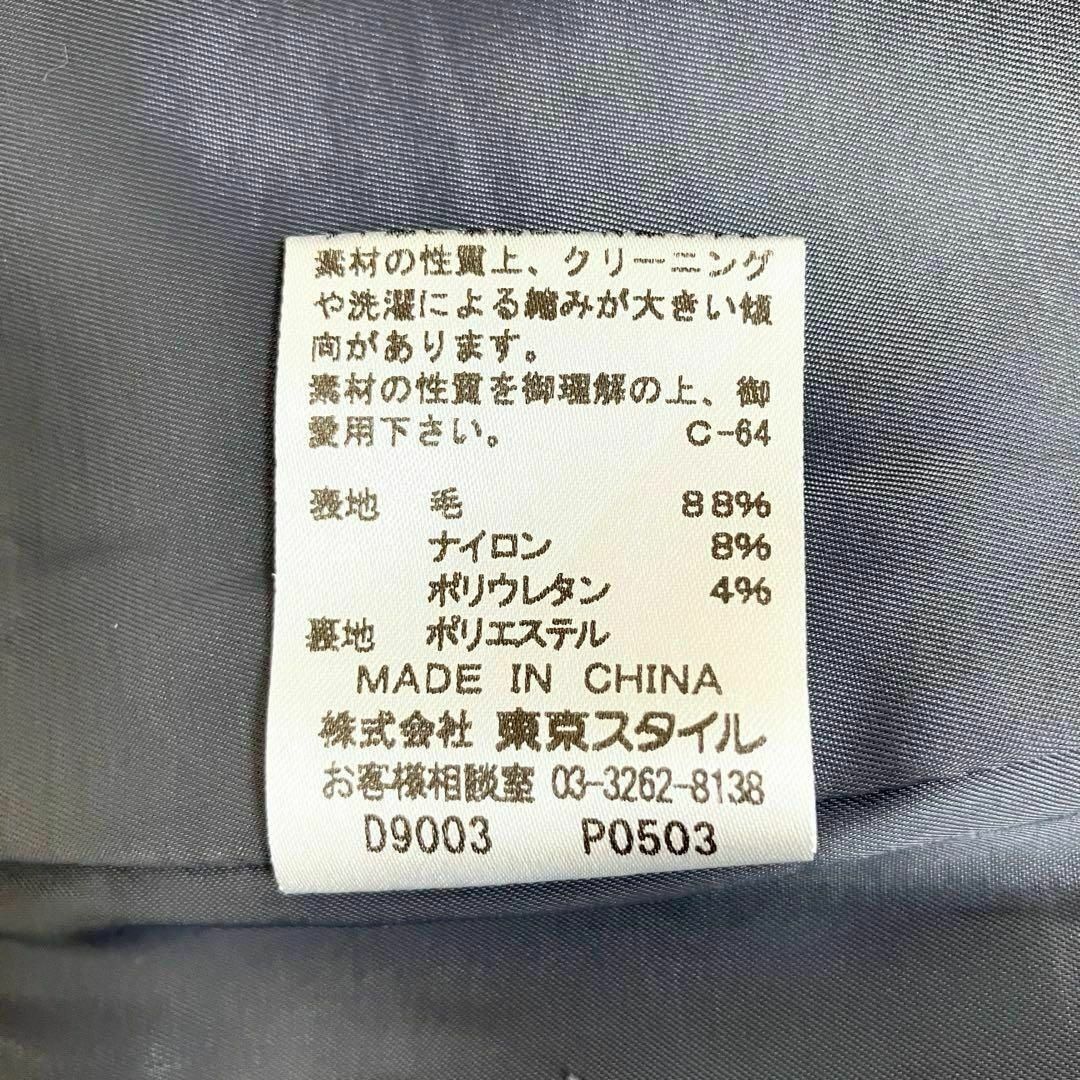 素材の性質上、クリーニング
や洗濯による縮みが大きい傾
向があります。
素材の性質を御理解の上、御
愛用下さい。 C-64
表地 毛 88%
ナイロン 8%
ポリウレタン 4%
裏地 ポリエステル
MADE IN CHINA
株式会社 東京スタイル
お客様相談室 03-3262-8138
D9003 P0503